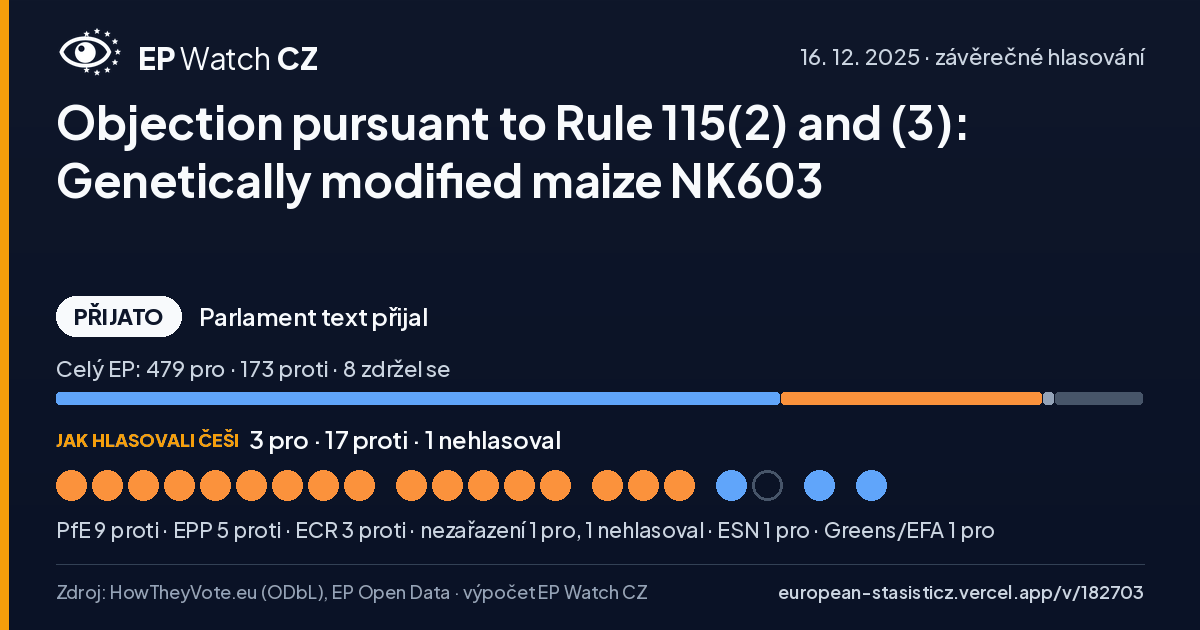 EP Watch CZ
16. 12. 2025 · závěrečné hlasování
Objection pursuant to Rule 115(2) and (3):
Genetically modified maize NK603
PŘIJATO Parlament text přijal
Celý EP: 479 pro · 173 proti · 8 zdržel se
JAK HLASOVALI ČEŠI 3 pro · 17 proti · 1 nehlasoval
PfE 9 proti · EPP 5 proti · ECR 3 proti · nezařazení 1 pro, 1 nehlasoval · ESN 1 pro · Greens/EFA 1 pro
Zdroj: HowTheyVote.eu (ODbL), EP Open Data · výpočet EP Watch CZ
european-stasisticz.vercel.app/v/182703